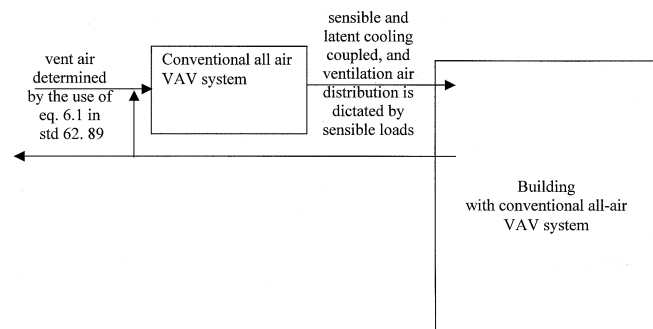 vent air
determined
by the use of
eq. 6.1 in
std 62. 89
Conventional all air
VAV system
sensible and
latent cooling
coupled, and
ventilation air
distribution is
dictated by
sensible loads
Building
with conventional all-air
VAV system